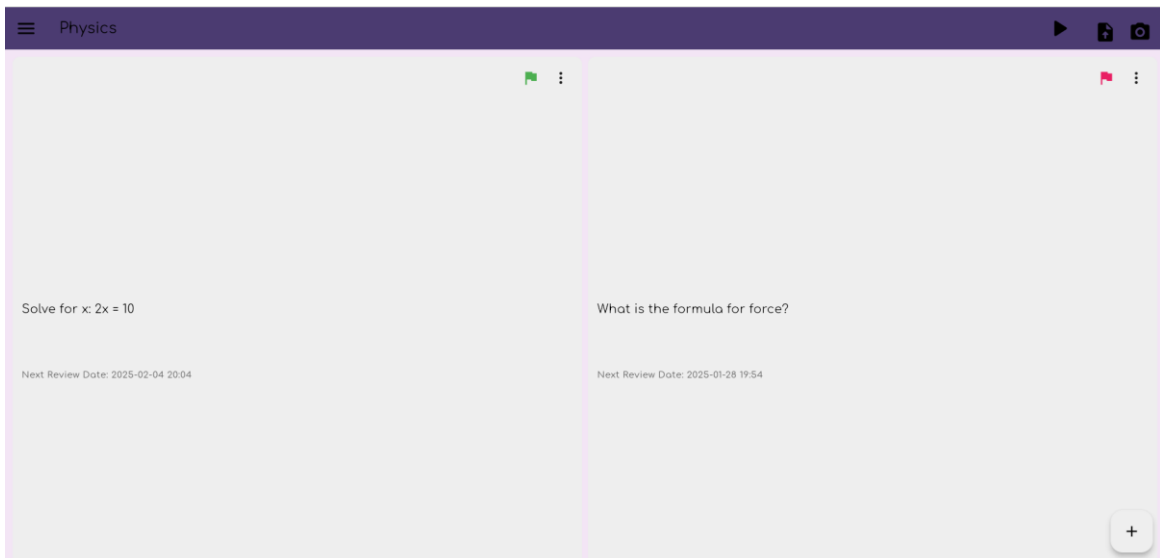 Physics
Solve for x: 2x = 10
Next Review Date: 2025-02-04 20:04
What is the formula for force?
Next Review Date: 2025-01-28 19:54